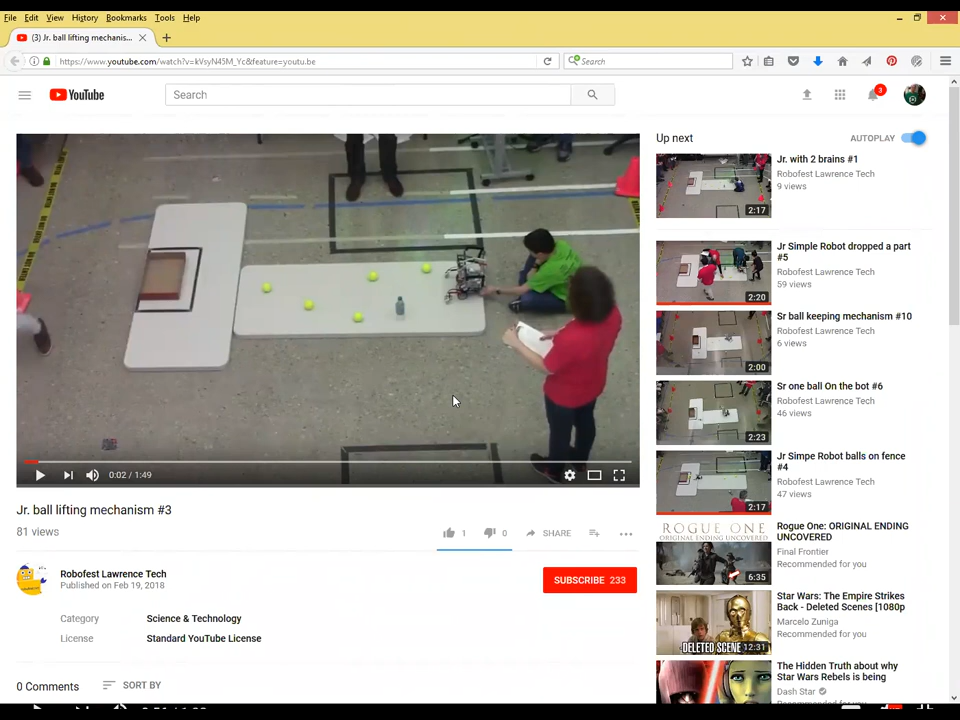 File Edit View History Bookmarks Tools Help
(3) Jr. ball lifting mechanis...
https://www.youtube.com/watch?v=kVsyN45M_Yc&feature=youtu.be
Search
YouTube
Search
3
Up next
AUTOPLAY
Jr. with 2 brains #1
Robofest Lawrence Tech
9 views
2:17
Jr Simple Robot dropped a part
#5
Robofest Lawrence Tech
59 views
2:20
Sr ball keeping mechanism #10
Robofest Lawrence Tech
6 views
2:00
Sr one ball On the bot #6
Robofest Lawrence Tech
46 views
2:23
Jr Simpe Robot balls on fence
#4
Robofest Lawrence Tech
47 views
2:17
ROGUE ONE
ORIGINAL ENDING
Rogue One: ORIGINAL ENDING
UNCOVERED
Final Frontier
Recommended for you
6:35
Star Wars: The Empire Strikes
Back - Deleted Scenes [1080p
Marcelo Zuniga
Recommended for you
DELETED SCENE
12:31
The Hidden Truth about why
Star Wars Rebels is being
Dash Star
0:02 / 1:49
Jr. ball lifting mechanism #3
81 views
1
0
SHARE
Robofest Lawrence Tech
Published on Feb 19, 2018
SUBSCRIBE 233
Category Science & Technology
License Standard YouTube License
0 Comments
SORT BY